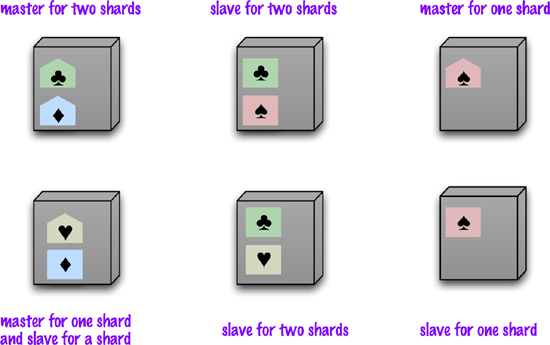 master for two shards
slave for two shards
master for one shard
master for one shard
and slave for a shard
slave for two shards
slave for one shard